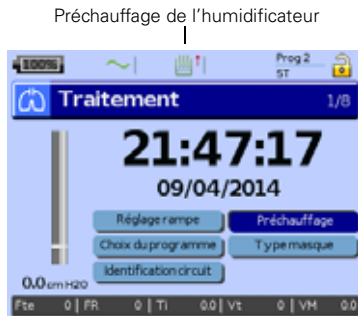 Préchauffage de l'humidificateur
100%
Prog 2
ST
Traitement 1/8
21:47:17
09/04/2014
Réglage rampe Préchauffage
Choix du programme Type masque
Identification circuit
0.0 cm H2O
Fte 0 FR 0 Ti 0.0 Vt 0 VM 0.0